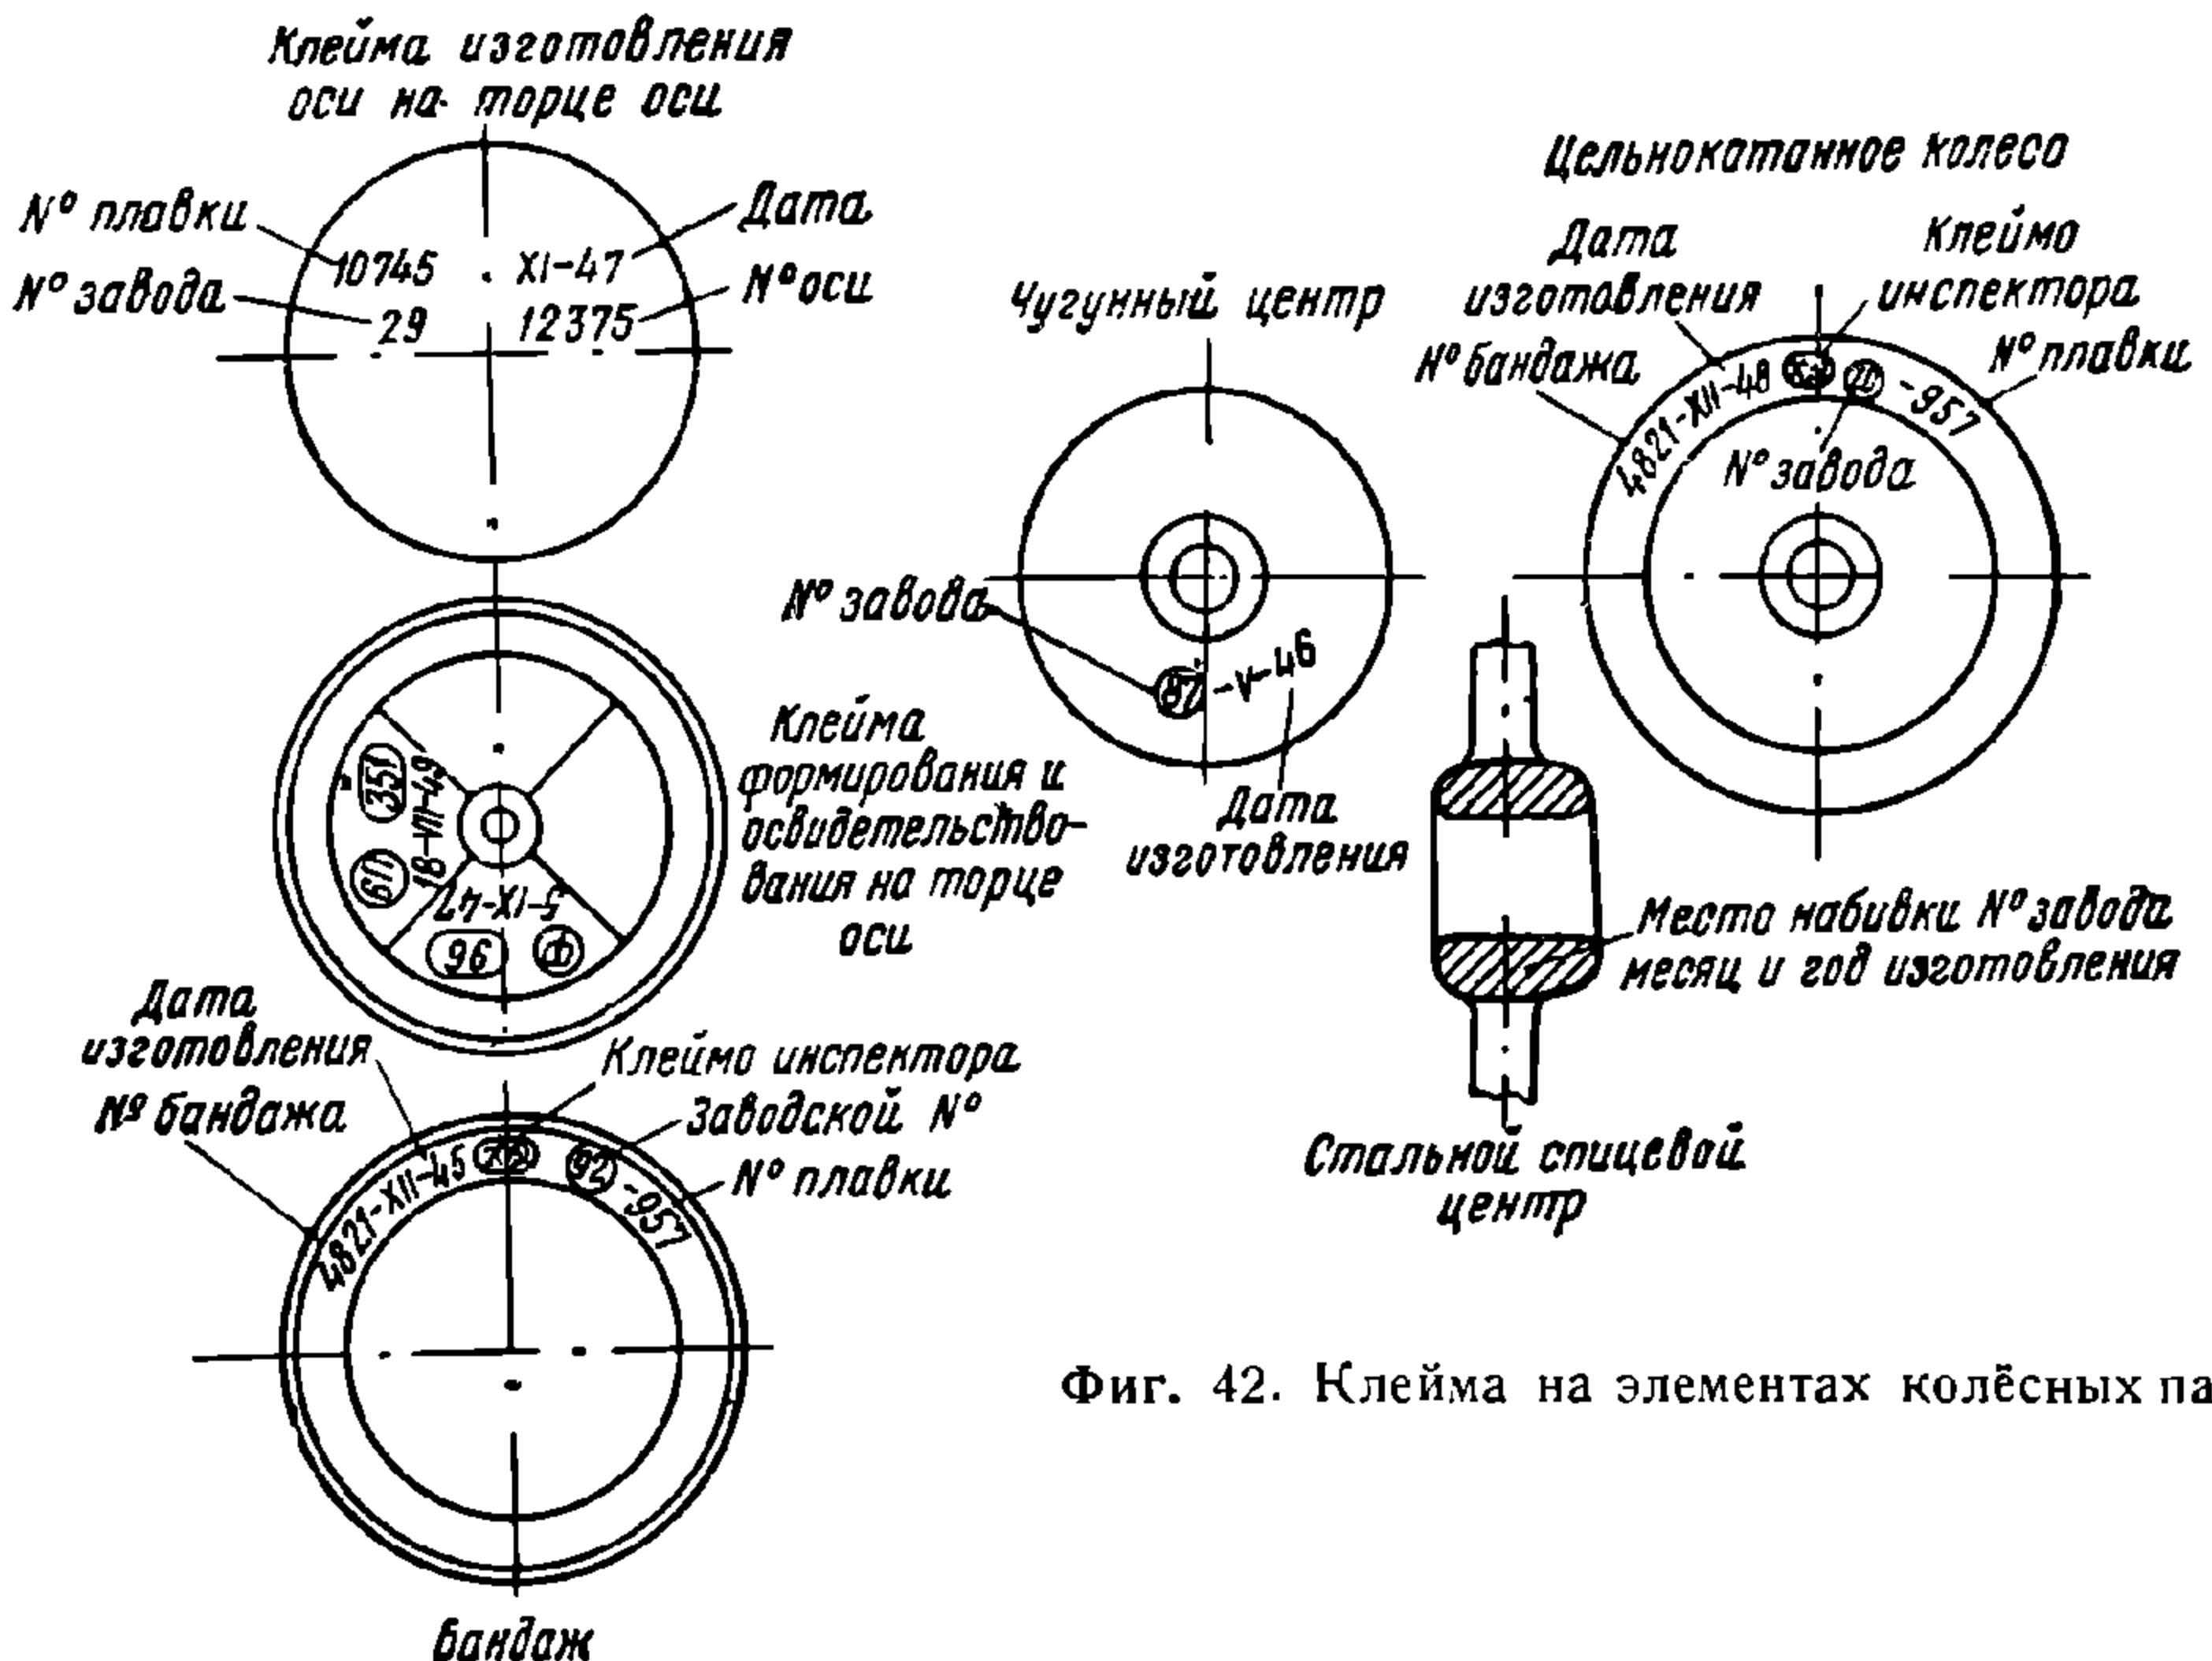 Клейма изготовления
оси на торце оси
№ плавки
Дата
10745
XI-47
№ завода
№ оси
29
12375
Клейма
формирования и
освидетельство-
вания на торце
оси
351
18-VII-49
5-IX-47
96
Ф
Дата
изготовления
№ бандажа
Клеймо инспектора
Заводской №
№ плавки
4821-XII-45
92
-957
Бандаж
Чугунный центр
№ завода
87
-V-46
Дата
изготовления
Цельнокатанное колесо
Дата
изготовления
Клеймо
инспектора
№ бандажа
№ плавки
4821-XII-48
-957
№ завода
Место набивки № завода
месяц и год изготовления
Стальной спицевой
центр
Фиг. 42. Клейма на элементах колёсных па